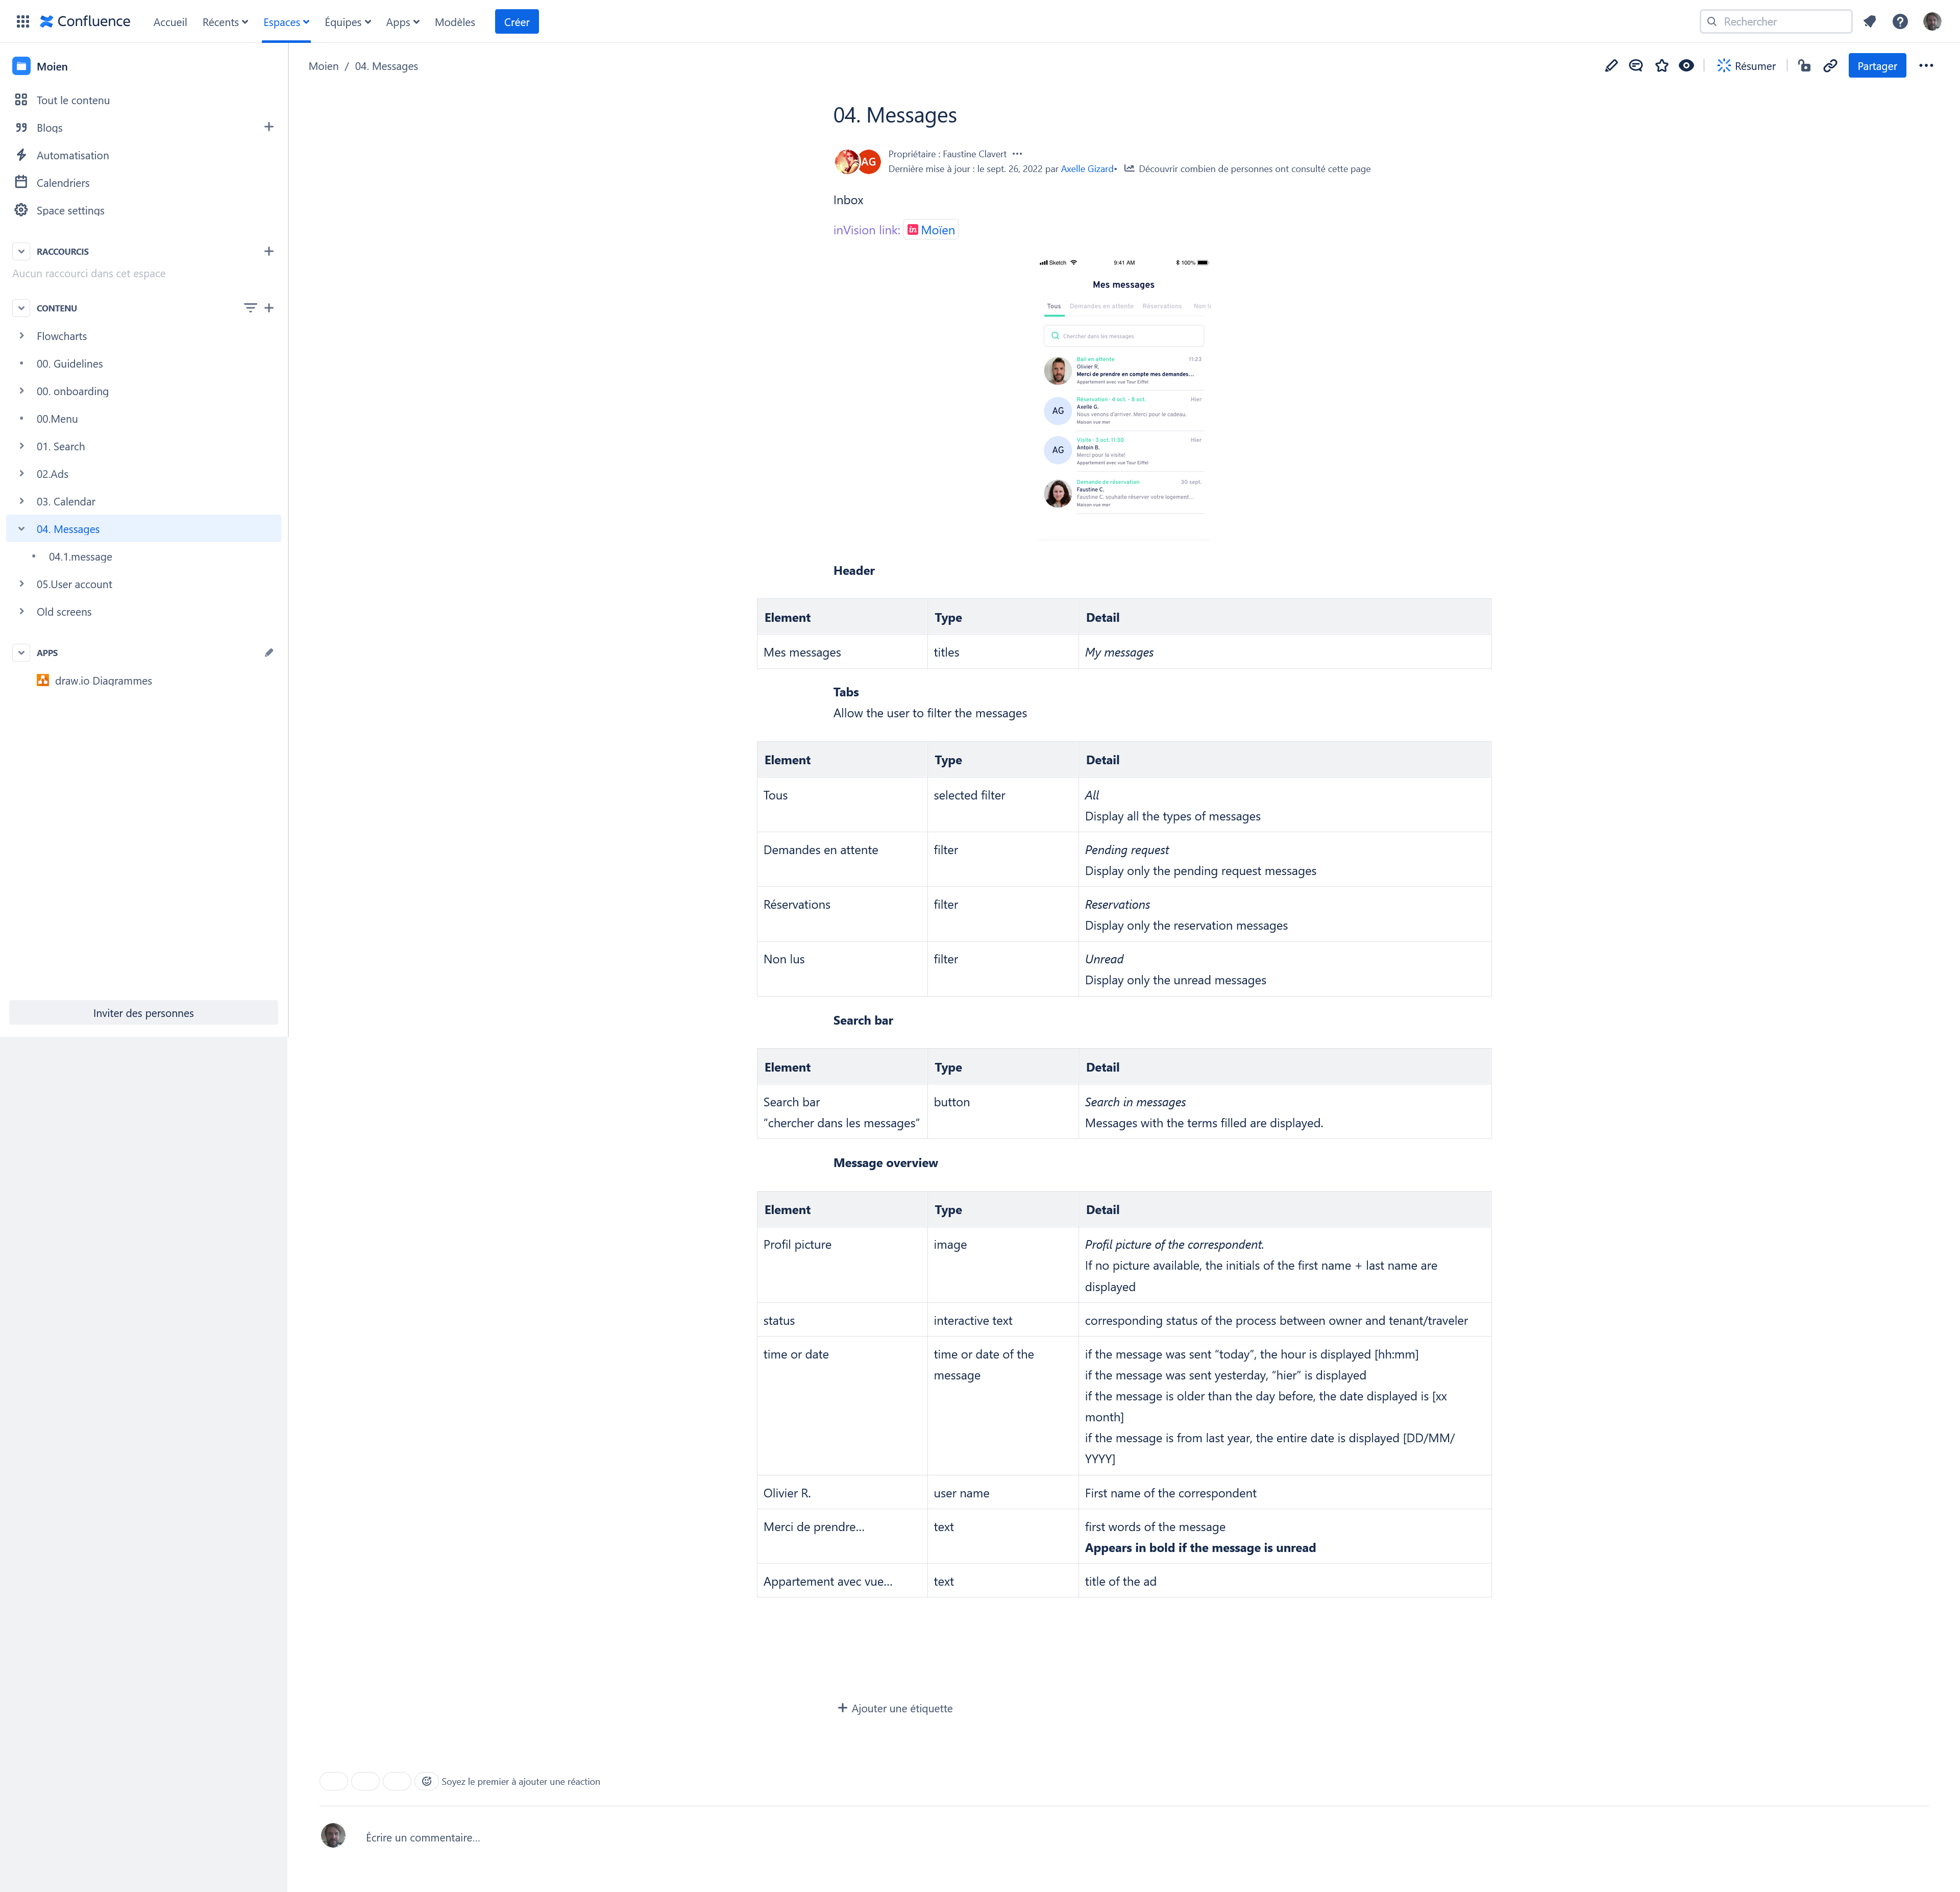 Confluence
Accueil
Récents
Espaces
Équipes
Apps
Modèles
Créer
Rechercher
Moien
Tout le contenu
Blogs
Automatisation
Calendriers
Space settings
RACCOURCIS
Aucun raccourci dans cet espace
CONTENU
Flowcharts
00. Guidelines
00. onboarding
00.Menu
01. Search
02.Ads
03. Calendar
04. Messages
04.1.message
05.User account
Old screens
APPS
draw.io Diagrammes
Inviter des personnes
Moien / 04. Messages
Résumer
Partager
04. Messages
AG
Propriétaire : Faustine Clavert
Dernière mise à jour : le sept. 26, 2022 par Axelle Gizard• Découvrir combien de personnes ont consulté cette page
Inbox
inVision link: in Moïen
Sketch 9:41 AM 100%
Mes messages
Tous Demandes en attente Réservations Non lu
Chercher dans les messages
Bail en attente 11:23
Olivier R.
Merci de prendre en compte mes demandes...
Appartement avec vue Tour Eiffel
AG
Réservation · 4 oct. - 8 oct. Hier
Axelle G.
Nous venons d'arriver. Merci pour le cadeau.
Maison vue mer
AG
Visite · 3 oct. 11:30 Hier
Antoin B.
Merci pour la visite!
Appartement avec vue Tour Eiffel
Demande de réservation 30 sept.
Faustine C.
Faustine C. souhaite réserver votre logement...
Maison vue mer
Header
Element Type Detail
Mes messages titles My messages
Tabs
Allow the user to filter the messages
Element Type Detail
Tous selected filter All
Display all the types of messages
Demandes en attente filter Pending request
Display only the pending request messages
Réservations filter Reservations
Display only the reservation messages
Non lus filter Unread
Display only the unread messages
Search bar
Element Type Detail
Search bar button Search in messages
"chercher dans les messages" Messages with the terms filled are displayed.
Message overview
Element Type Detail
Profil picture image Profil picture of the correspondent.
If no picture available, the initials of the first name + last name are
displayed
status interactive text corresponding status of the process between owner and tenant/traveler
time or date time or date of the if the message was sent “today”, the hour is displayed [hh:mm]
message if the message was sent yesterday, “hier” is displayed
if the message is older than the day before, the date displayed is [xx
month]
if the message is from last year, the entire date is displayed [DD/MM/
YYYY]
Olivier R. user name First name of the correspondent
Merci de prendre… text first words of the message
Appears in bold if the message is unread
Appartement avec vue… text title of the ad
Ajouter une étiquette
Soyez le premier à ajouter une réaction
Écrire un commentaire…